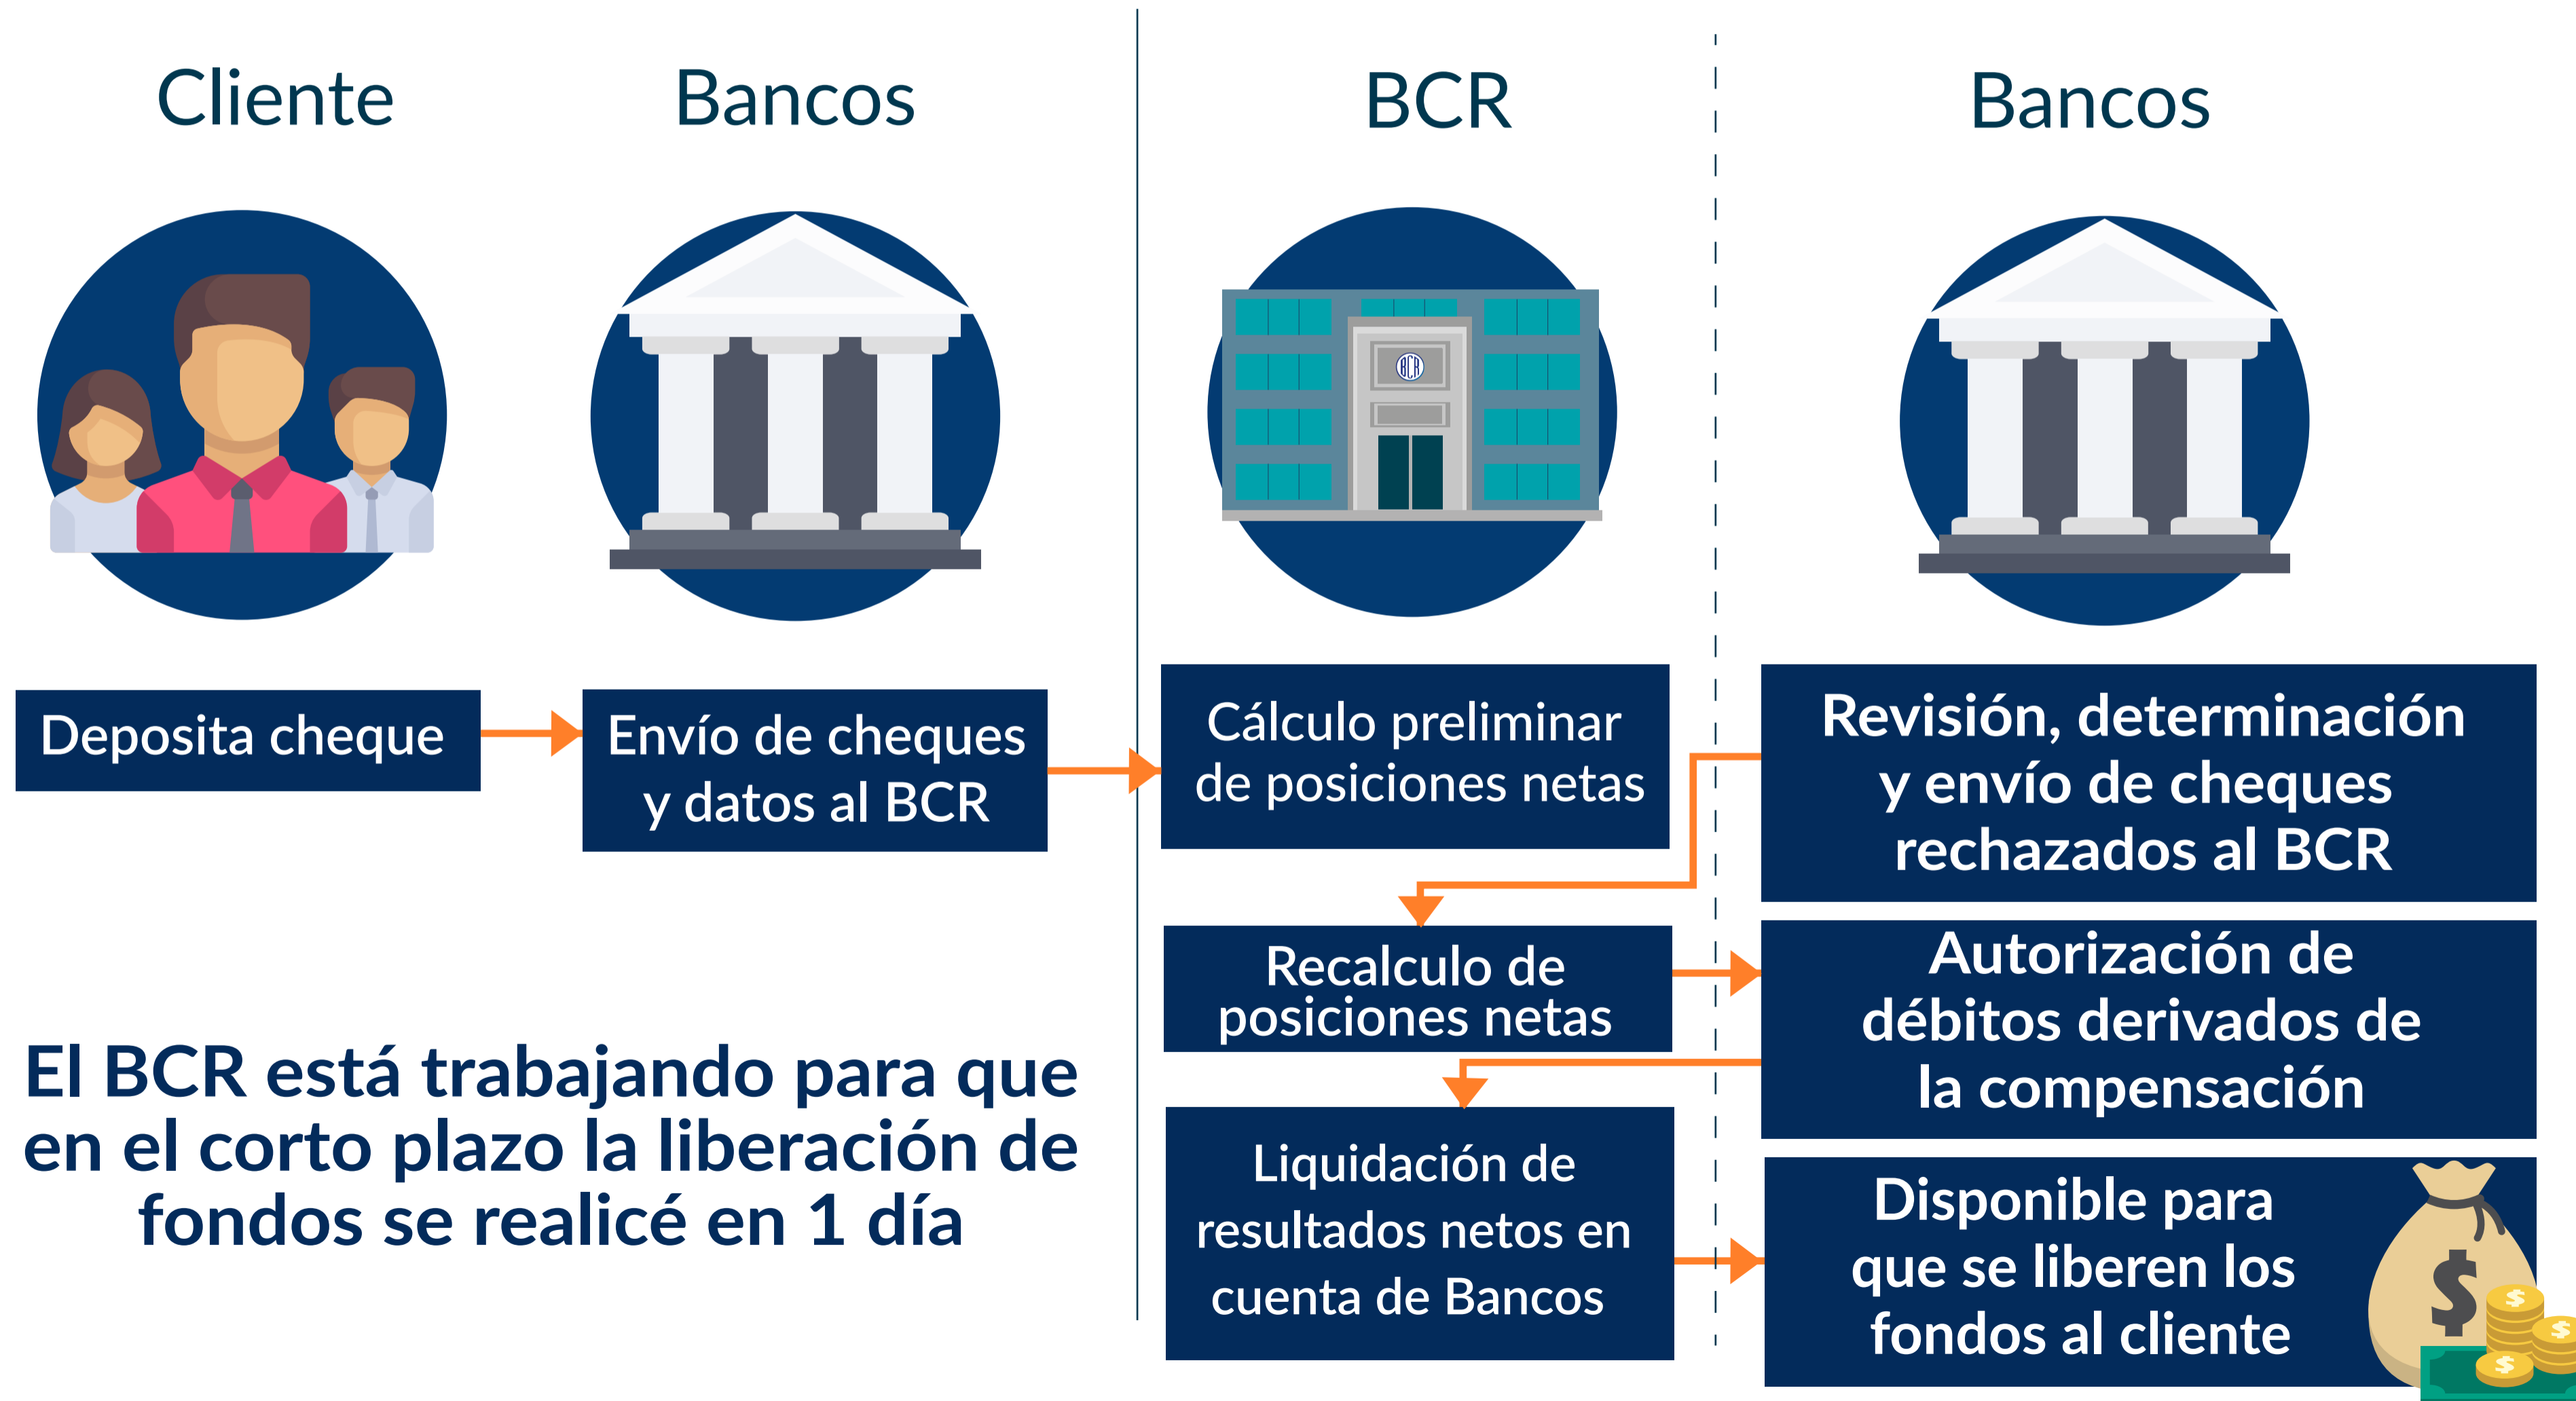 Cliente
Bancos
BCR
Bancos
BCR
Deposita cheque
Envío de cheques
y datos al BCR
Cálculo preliminar
de posiciones netas
Revisión, determinación
y envío de cheques
rechazados al BCR
Recalculo de
posiciones netas
Autorización de
débitos derivados de
la compensación
Liquidación de
resultados netos en
cuenta de Bancos
Disponible para
que se liberen los
fondos al cliente
$
$
$
$
El BCR está trabajando para que
en el corto plazo la liberación de
fondos se realicé en 1 día